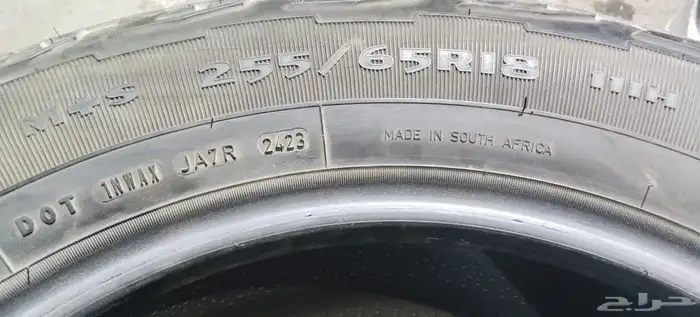 M+S 255/65R18 111H
DOT 1NWAX JA7R 2423 MADE IN SOUTH AFRICA
حراج